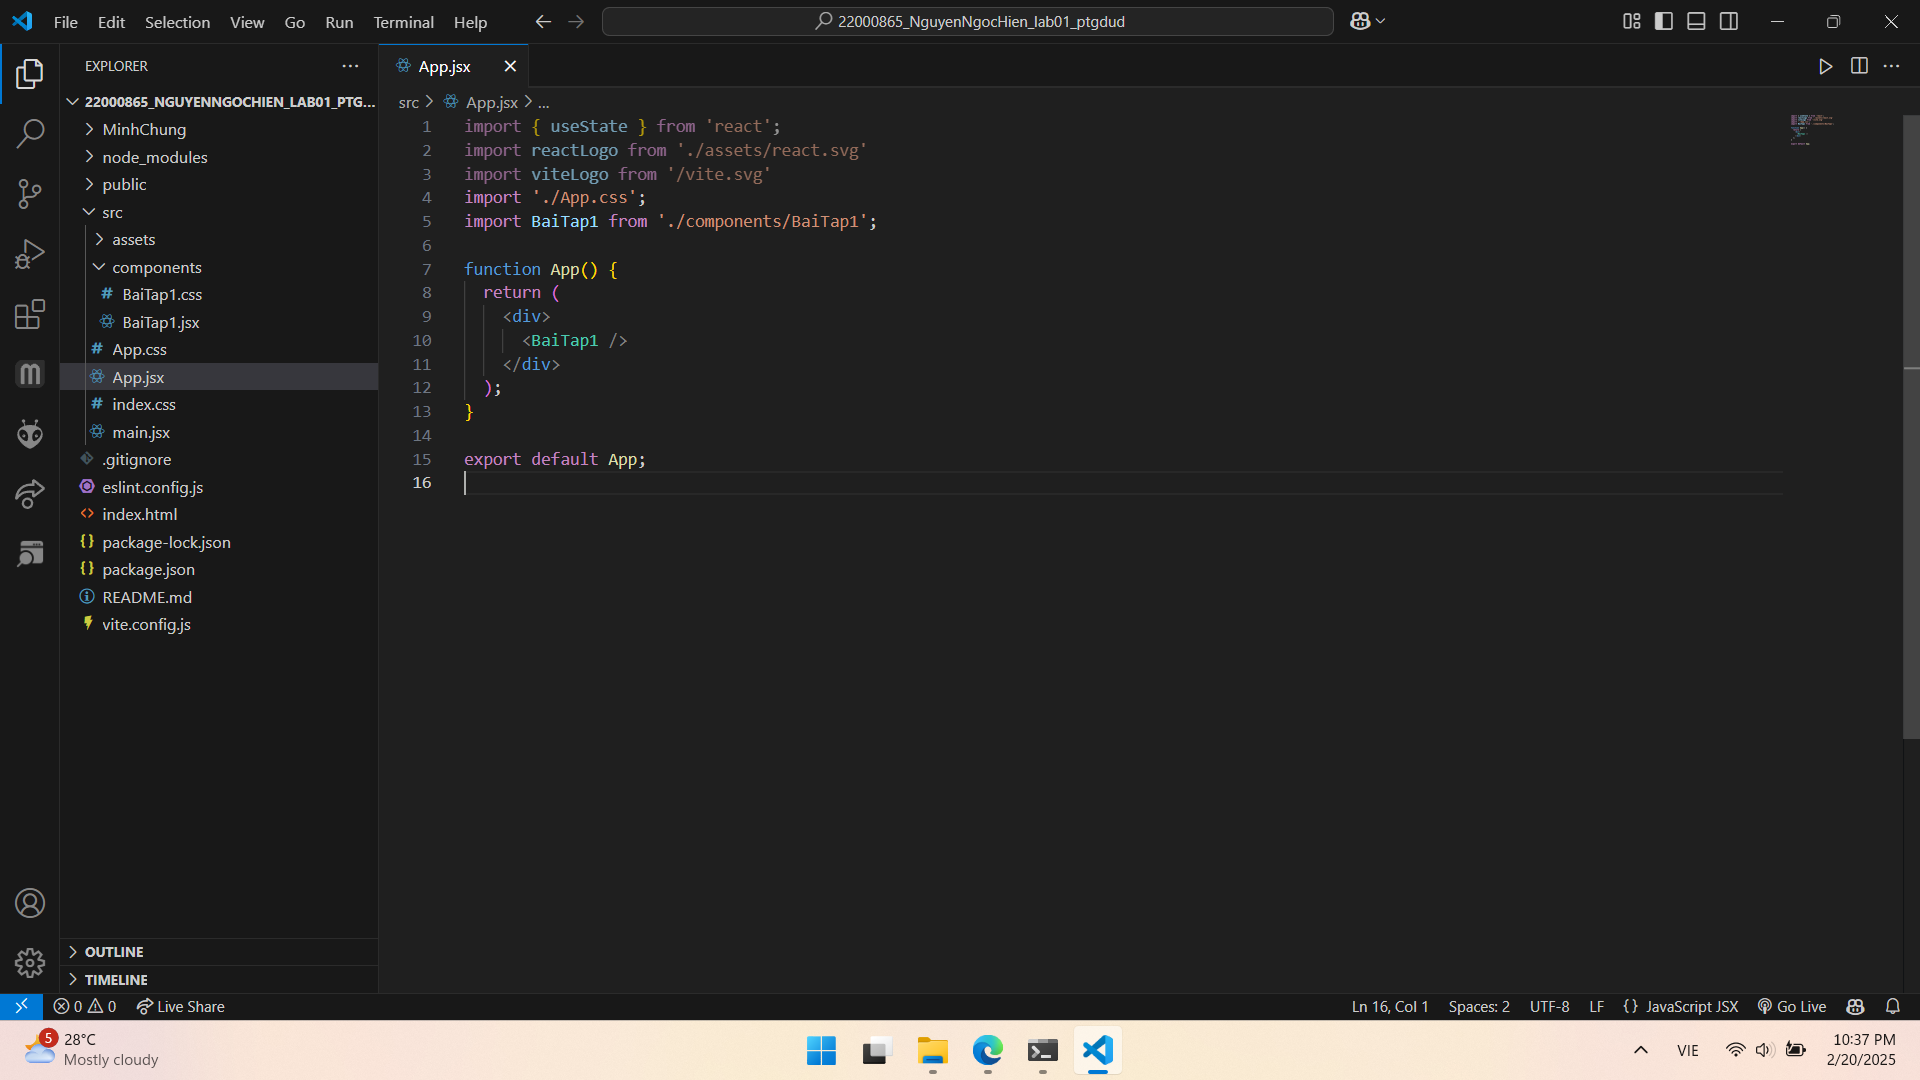 File Edit Selection View Go Run Terminal Help
22000865_NguyenNgocHien_lab01_ptgdud
EXPLORER
22000865_NGUYENNGOCHIEN_LAB01_PTG...
MinhChung
node_modules
public
src
assets
components
BaiTap1.css
BaiTap1.jsx
App.css
App.jsx
index.css
main.jsx
.gitignore
eslint.config.js
index.html
package-lock.json
package.json
README.md
vite.config.js
OUTLINE
TIMELINE
App.jsx
src > App.jsx > ...
1 import { useState } from 'react';
2 import reactLogo from './assets/react.svg'
3 import viteLogo from '/vite.svg'
4 import './App.css';
5 import BaiTap1 from './components/BaiTap1';
6
7 function App() {
8 return (
9 <div>
10 <BaiTap1 />
11 </div>
12 );
13 }
14
15 export default App;
16
0 0 Live Share
Ln 16, Col 1 Spaces: 2 UTF-8 LF {} JavaScript JSX Go Live
5 28°C
Mostly cloudy
VIE
10:37 PM
2/20/2025